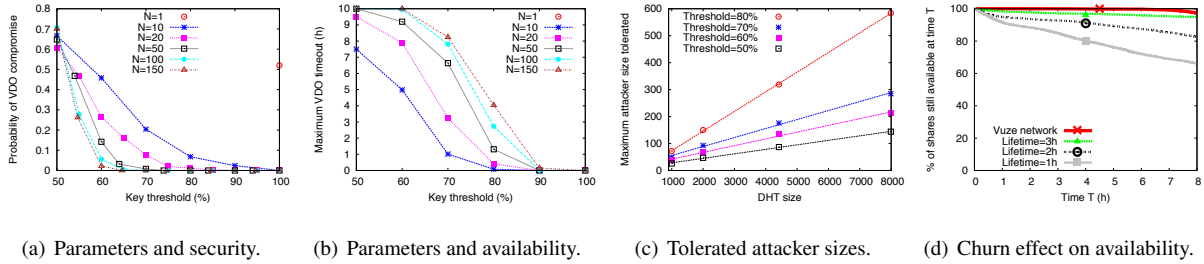 Probability of VDO compromise
0.8
0.7
0.6
0.5
0.4
0.3
0.2
0.1
0
50
60
70
80
90
100
Key threshold (%)
N=1
N=10
N=20
N=50
N=100
N=150
(a) Parameters and security.
Maximum VDO timeout (h)
10
9
8
7
6
5
4
3
2
1
0
50
60
70
80
90
100
Key threshold (%)
N=1
N=10
N=20
N=50
N=100
N=150
(b) Parameters and availability.
Maximum attacker size tolerated
600
500
400
300
200
100
0
1000
2000
3000
4000
5000
6000
7000
8000
DHT size
Threshold=80%
Threshold=70%
Threshold=60%
Threshold=50%
(c) Tolerated attacker sizes.
% of shares still available at time T
100
80
60
40
20
0
0
2
4
6
8
Time T (h)
Vuze network
Lifetime=3h
Lifetime=2h
Lifetime=1h
(d) Churn effect on availability.